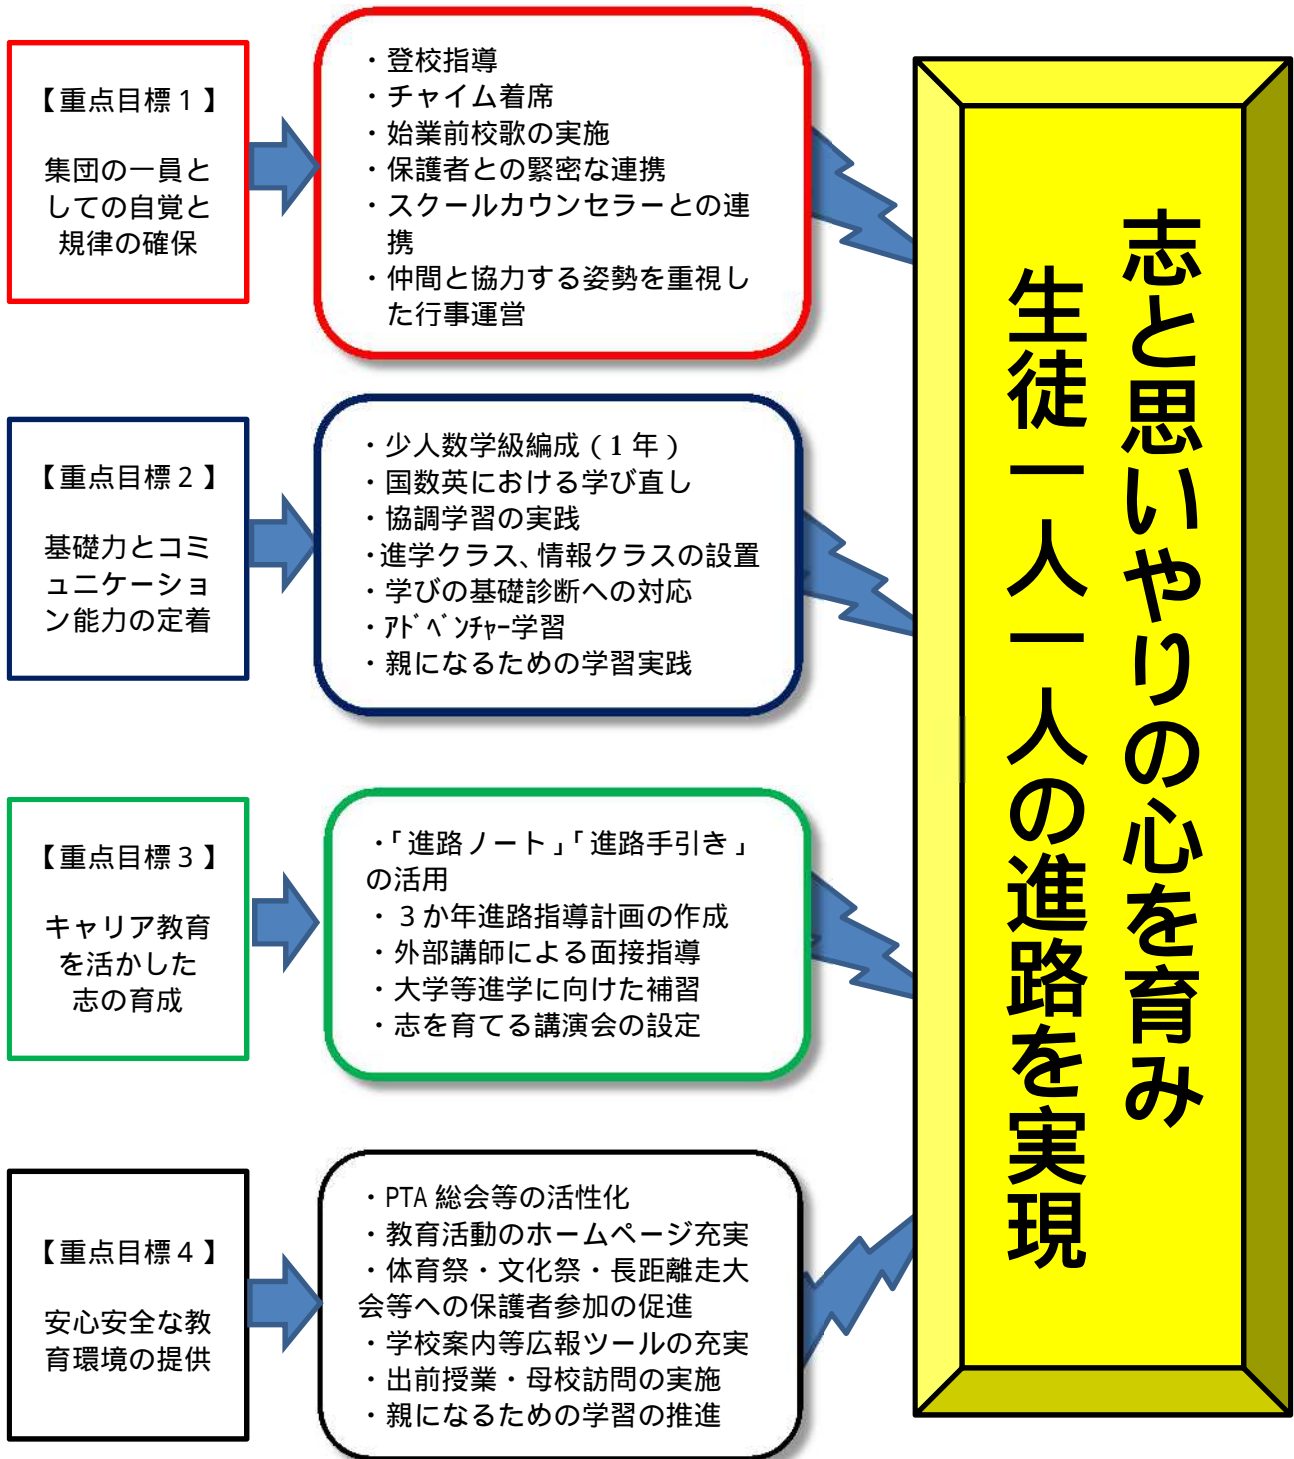 【重点目標1】
集団の一員と
しての自覚と
規律の確保
・登校指導
・チャイム着席
・始業前校歌の実施
・保護者との緊密な連携
・スクールカウンセラーとの連
携
・仲間と協力する姿勢を重視し
た行事運営
【重点目標2】
基礎力とコミ
ュニケーショ
ン能力の定着
・少人数学級編成(1年)
・国数英における学び直し
・協調学習の実践
・進学クラス、情報クラスの設置
・学びの基礎診断への対応
・ｱﾄﾞﾍﾞﾝﾁｬｰ学習
・親になるための学習実践
【重点目標3】
キャリア教育
を活かした
志の育成
・「進路ノート」「進路手引き」
の活用
・3か年進路指導計画の作成
・外部講師による面接指導
・大学等進学に向けた補習
・志を育てる講演会の設定
【重点目標4】
安心安全な教
育環境の提供
・PTA総会等の活性化
・教育活動のホームページ充実
・体育祭・文化祭・長距離走大
会等への保護者参加の促進
・学校案内等広報ツールの充実
・出前授業・母校訪問の実施
・親になるための学習の推進
志と思いやりの心を育み
生徒一人一人の進路を実現